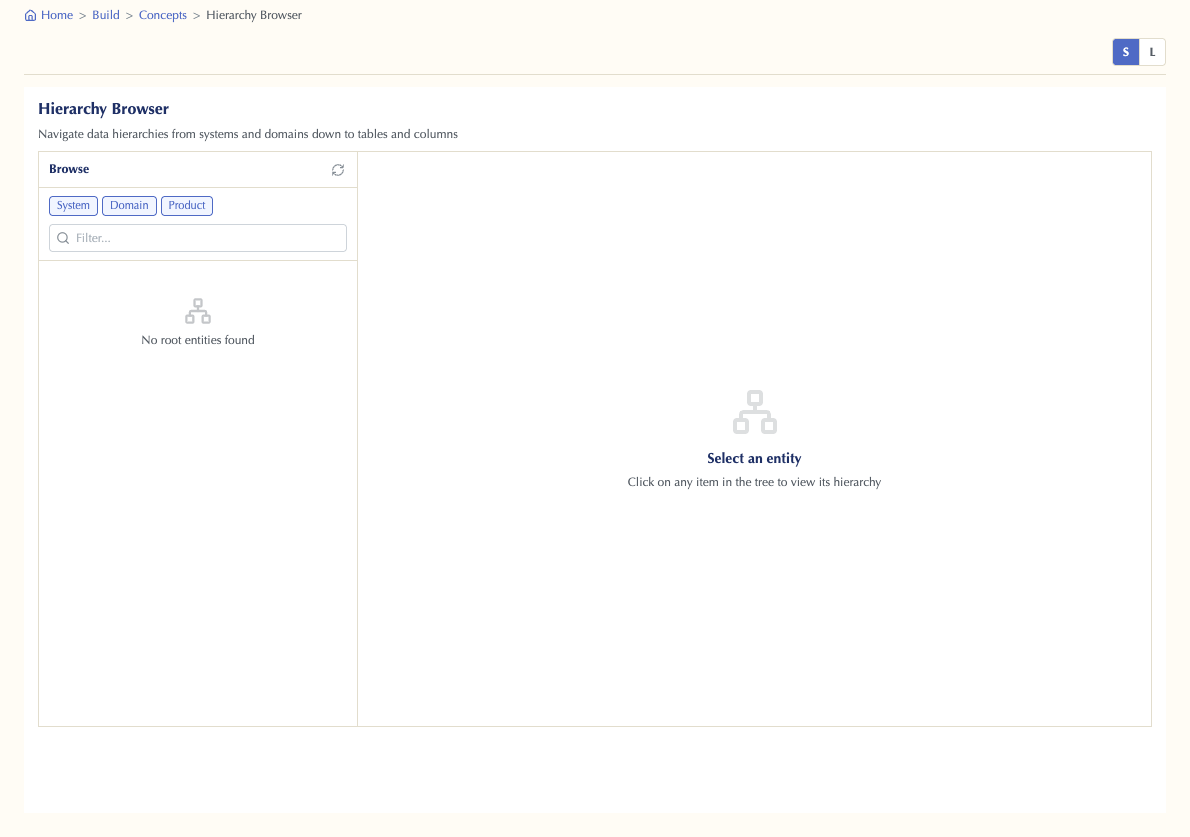 Home > Build > Concepts > Hierarchy Browser
S L
Hierarchy Browser
Navigate data hierarchies from systems and domains down to tables and columns
Browse
System Domain Product
Filter...
No root entities found
Select an entity
Click on any item in the tree to view its hierarchy